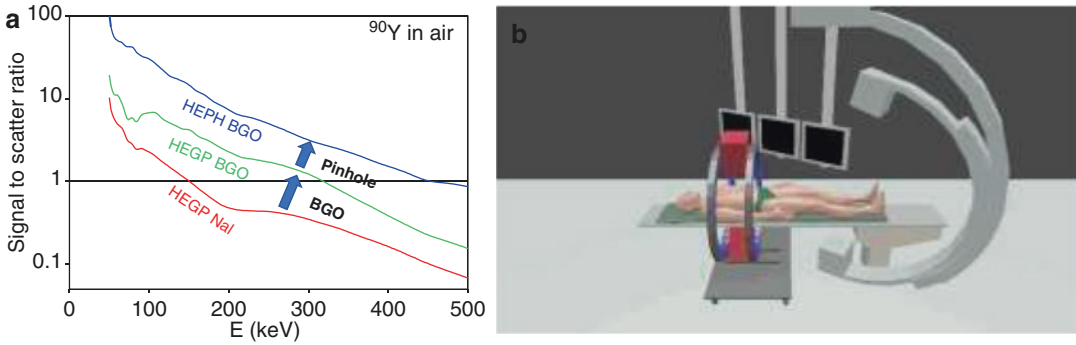 a
⁹⁰Y in air
Signal to scatter ratio
100
10
1
0.1
HEPH BGO
HEGP BGO
HEGP NaI
Pinhole
BGO
0
100
200
300
400
500
E (keV)
b